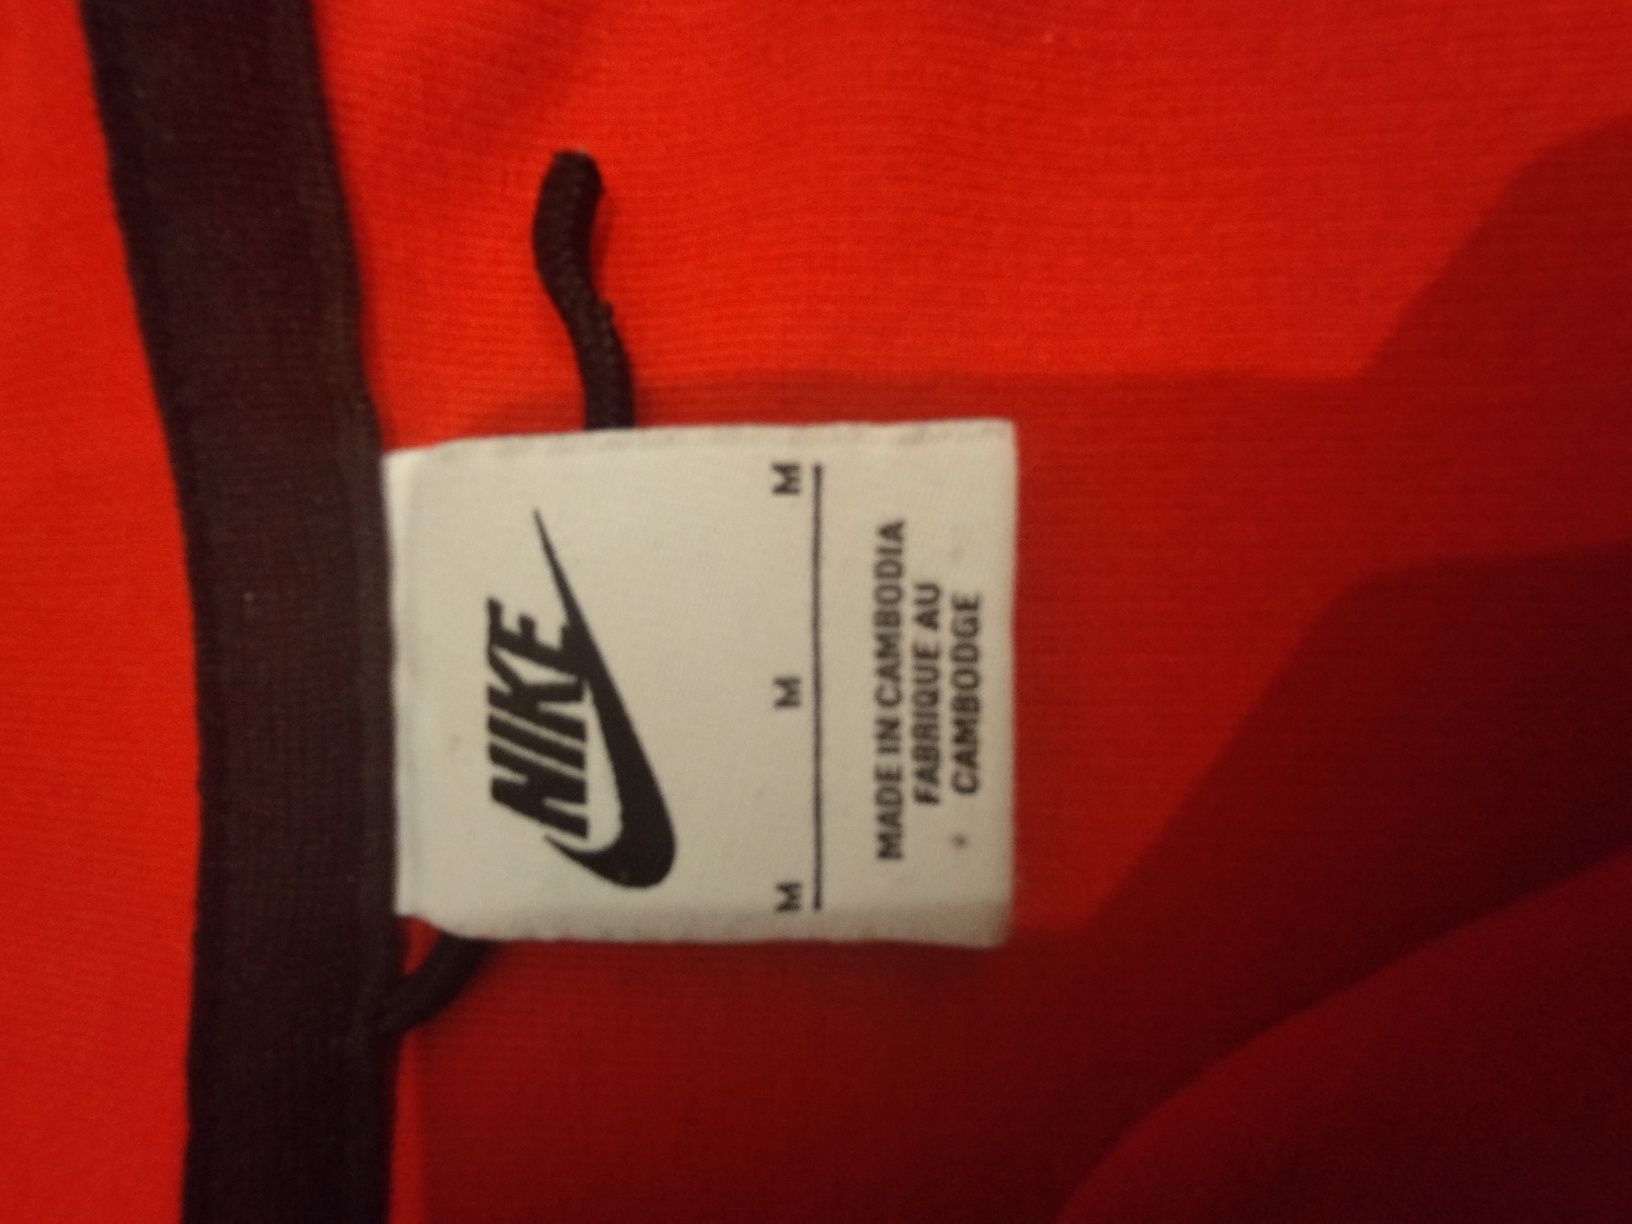 NIKE
M M M
MADE IN CAMBODIA
FABRIQUE AU
CAMBODGE